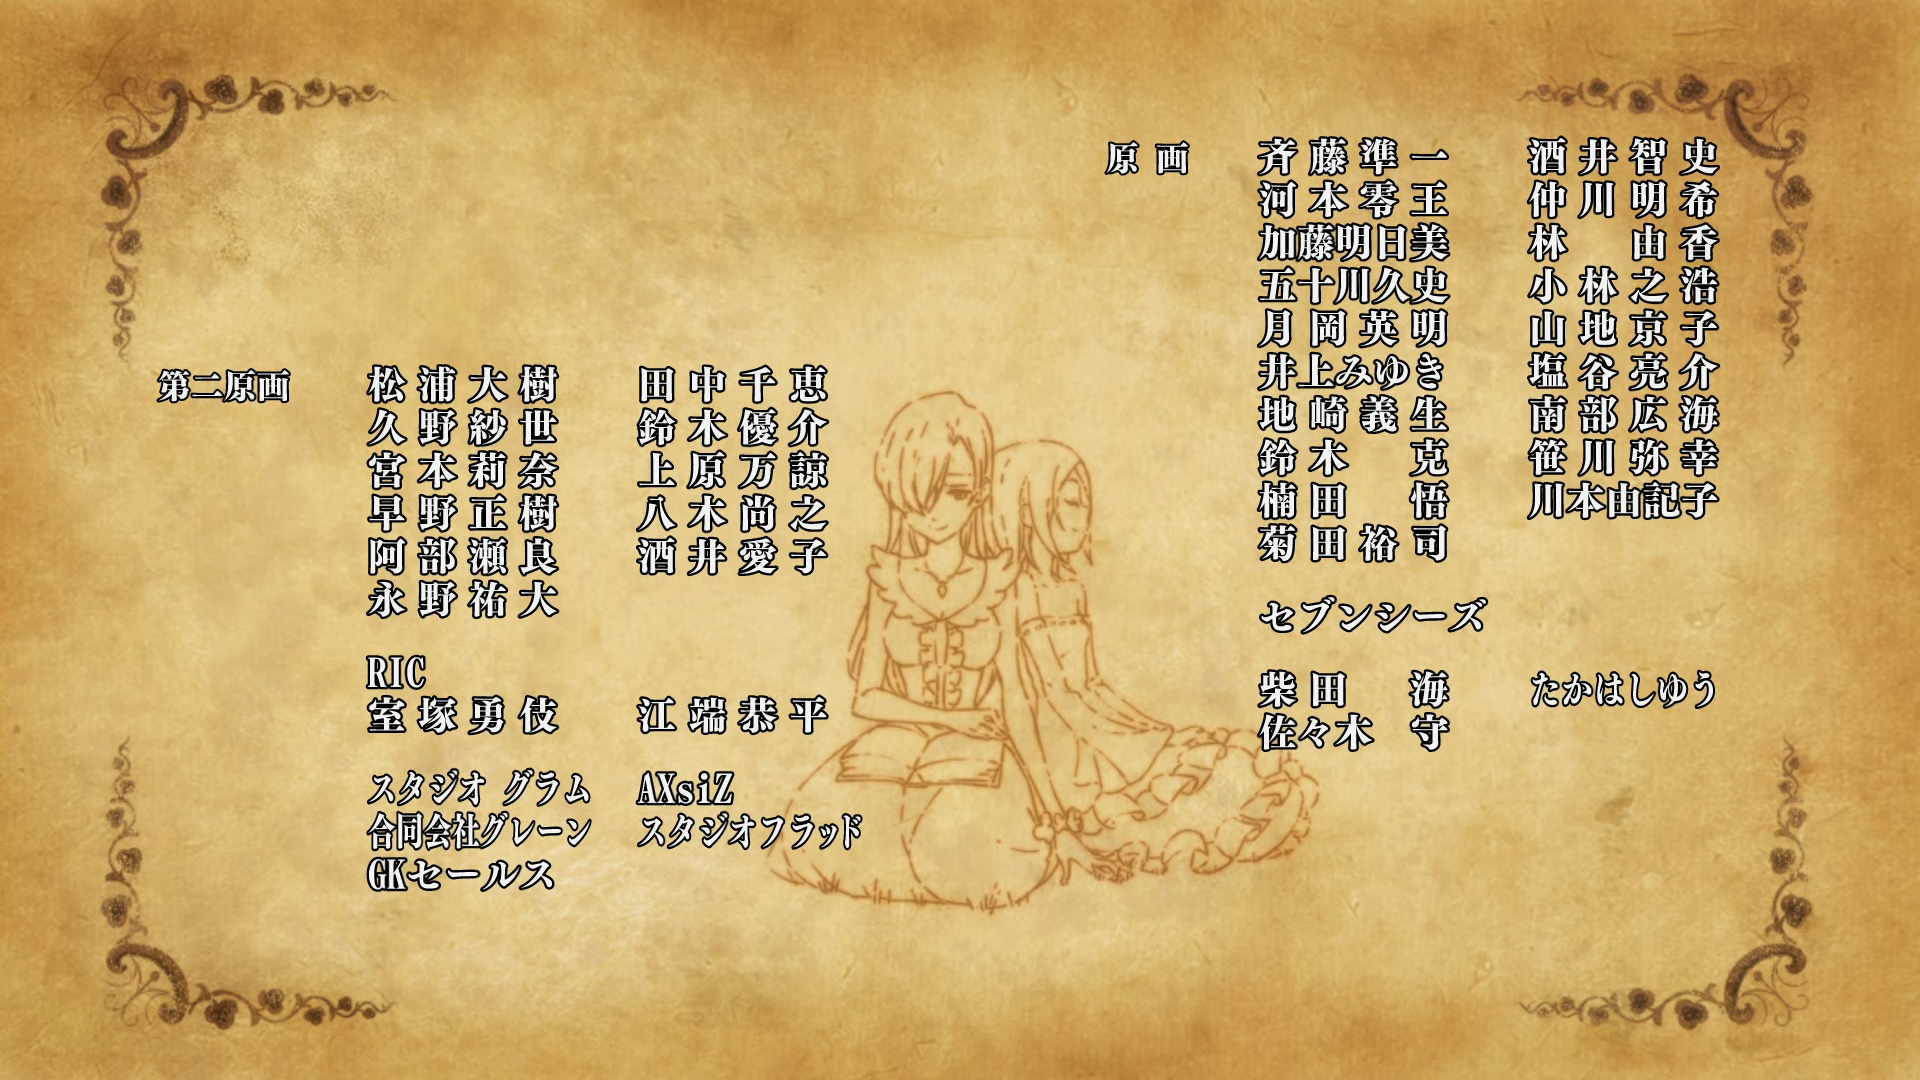 原画 斉藤準一 酒井智史
河本零王 仲川明希
加藤明日美 林由香
五十川久史 小林之浩
月岡英明 山地京子
井上みゆき 塩谷亮介
地崎義生 南部広海
鈴木克 笹川弥幸
楠田悟 川本由記子
菊田裕司
セブンシーズ
柴田海 たかはしゆう
佐々木守
第二原画 松浦大樹 田中千恵
久野紗世 鈴木優介
宮本莉奈 上原万諒
早野正樹 八木尚之
阿部瀬良 酒井愛子
永野祐大
RIC
室塚勇伎 江端恭平
スタジオ グラム AXsiZ
合同会社グレーン スタジオフラッド
GKセールス